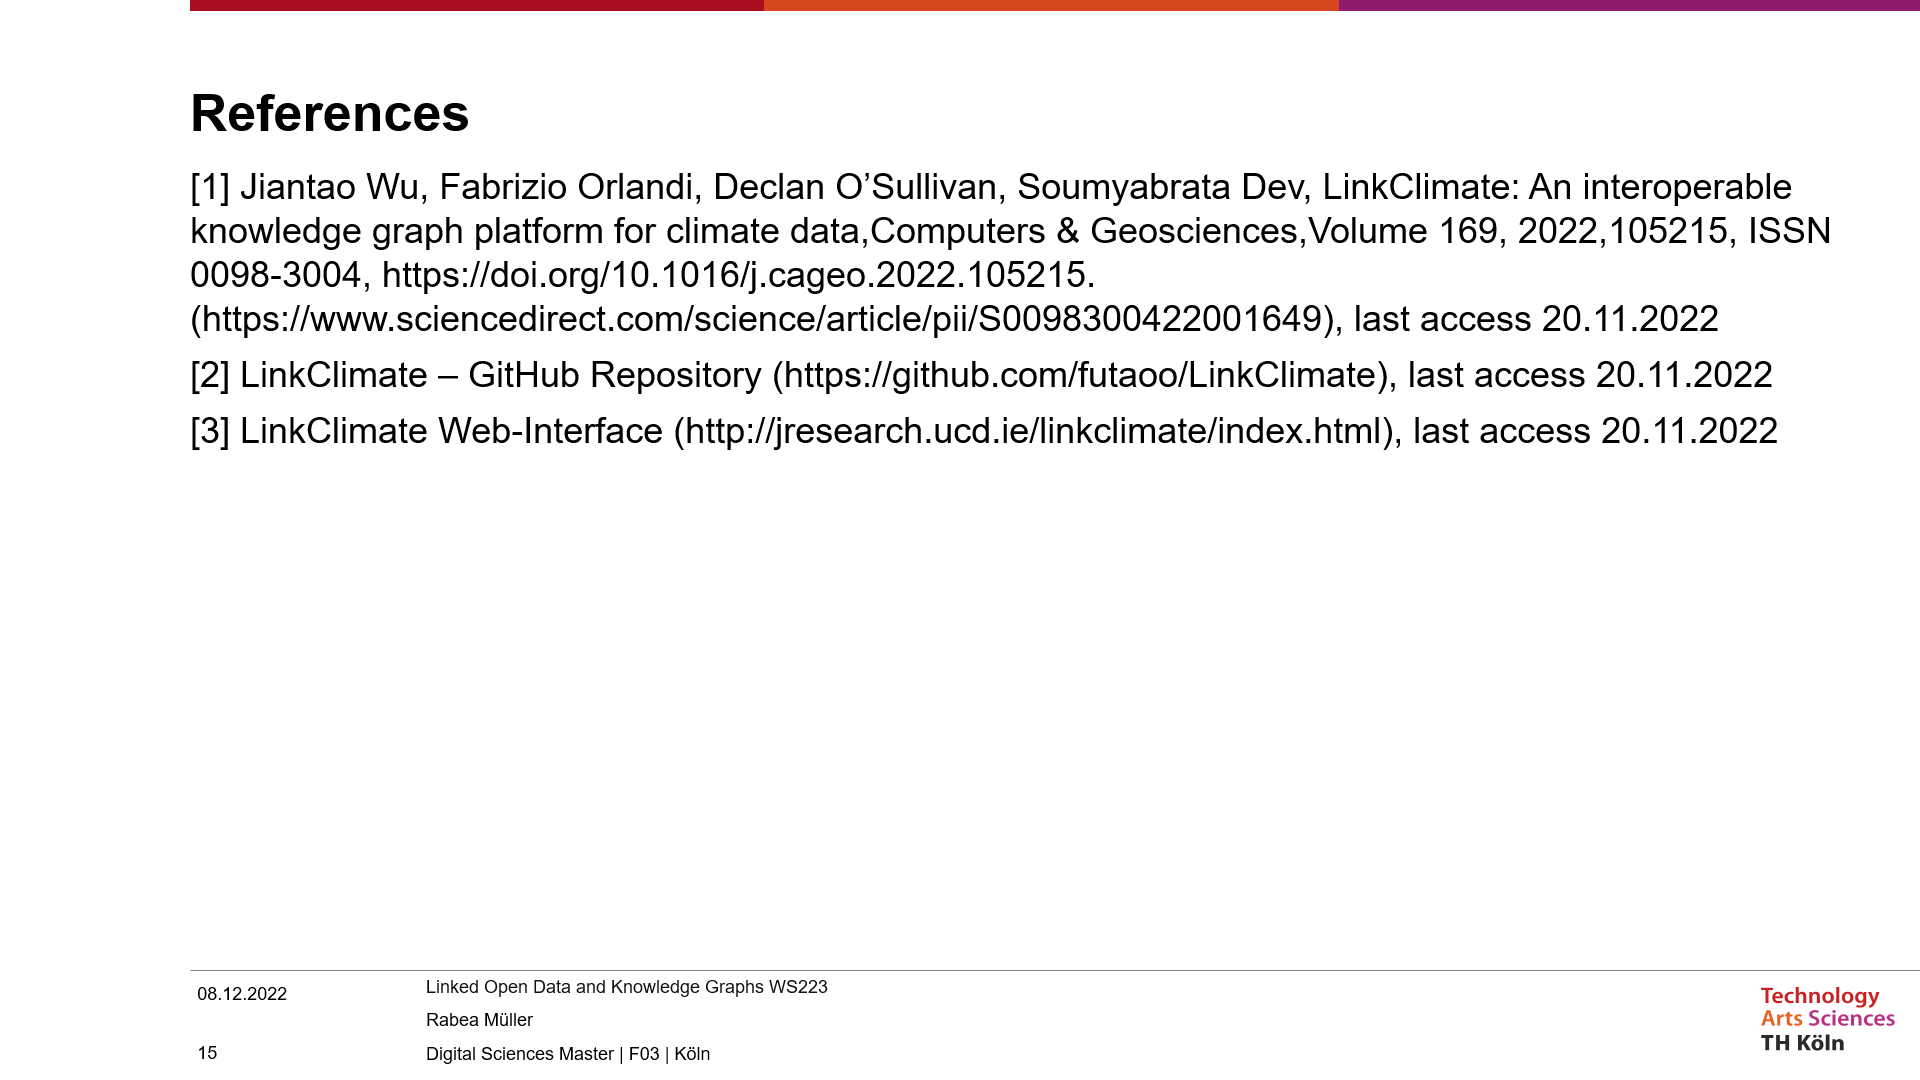 References
[1] Jiantao Wu, Fabrizio Orlandi, Declan O’Sullivan, Soumyabrata Dev, LinkClimate: An interoperable
knowledge graph platform for climate data,Computers & Geosciences,Volume 169, 2022,105215, ISSN
0098-3004, https://doi.org/10.1016/j.cageo.2022.105215.
(https://www.sciencedirect.com/science/article/pii/S0098300422001649), last access 20.11.2022
[2] LinkClimate – GitHub Repository (https://github.com/futaoo/LinkClimate), last access 20.11.2022
[3] LinkClimate Web-Interface (http://jresearch.ucd.ie/linkclimate/index.html), last access 20.11.2022
08.12.2022
15
Linked Open Data and Knowledge Graphs WS223
Rabea Müller
Digital Sciences Master | F03 | Köln
Technology
Arts Sciences
TH Köln